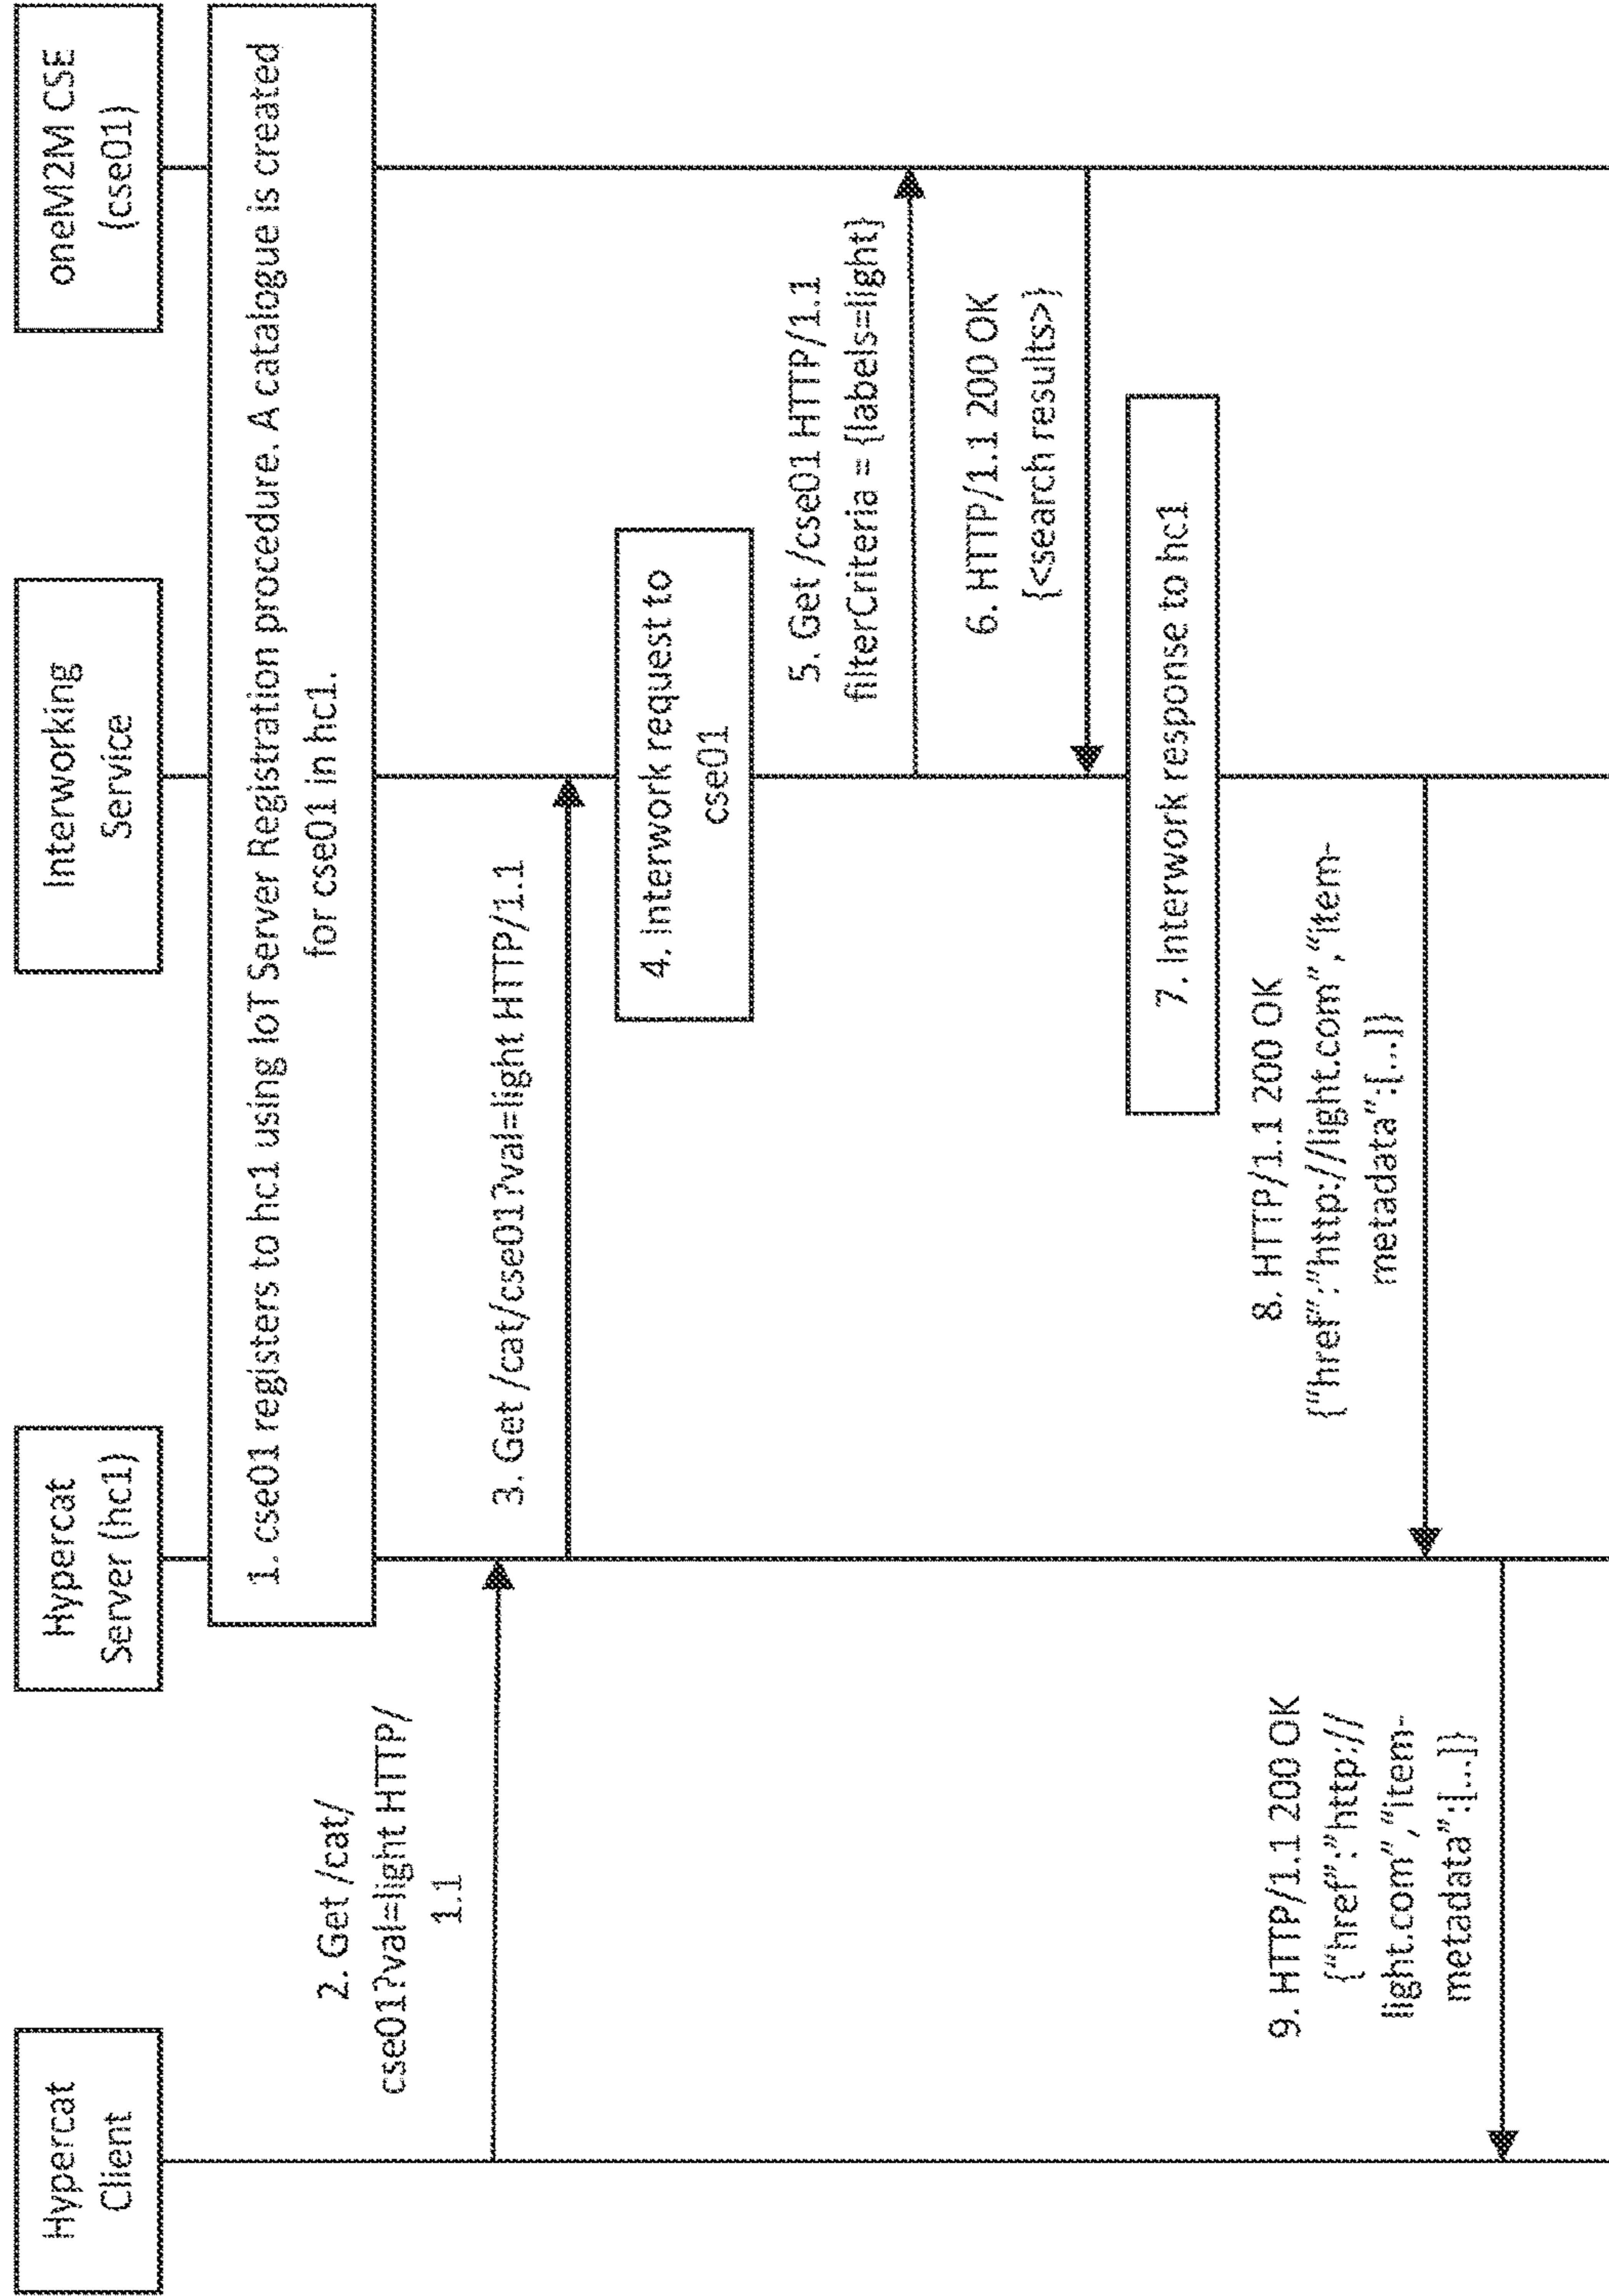 Hypercat
Client
Hypercat
Server (hc1)
Interworking
Service
oneM2M CSE
(cse01)
1. cse01 registers to hc1 using IoT Server Registration procedure. A catalogue is created
for cse01 in hc1.
2. Get /cat/
cse01?val=light HTTP/
1.1
3. Get /cat/cse01?val=light HTTP/1.1
4. Interwork request to
cse01
5. Get /cse01 HTTP/1.1
filterCriteria = {labels=light}
6. HTTP/1.1 200 OK
{<search results>}
7. Interwork response to hc1
8. HTTP/1.1 200 OK
{"href":"http://light.com","item-
metadata":[...]}
9. HTTP/1.1 200 OK
{"href":"http://
light.com","item-
metadata":[...]}